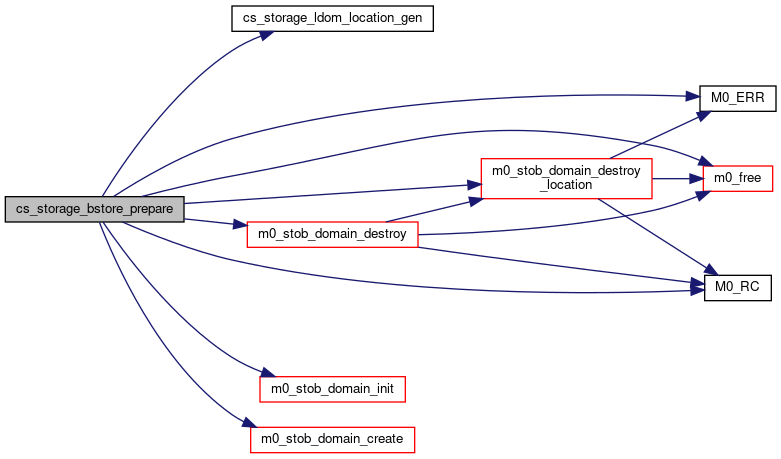 cs_storage_ldom_location_gen
M0_ERR
m0_stob_domain_destroy
_location
m0_free
cs_storage_bstore_prepare
m0_stob_domain_destroy
M0_RC
m0_stob_domain_init
m0_stob_domain_create